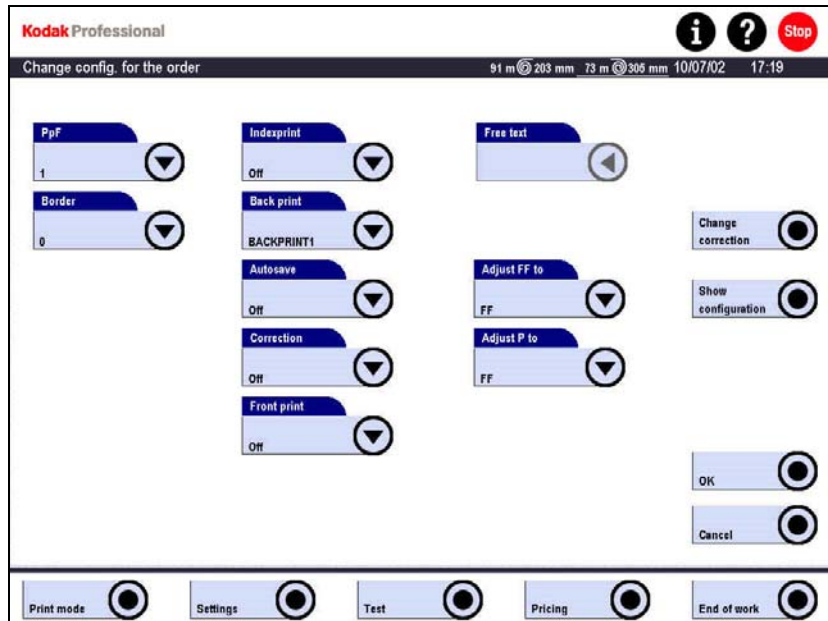 Kodak Professional
Stop
Change config. for the order
91 m 203 mm 73 m 305 mm 10/07/02 17:19
PpF
1
Indexprint
Off
Free text
Border
0
Back print
BACKPRINT1
Change
correction
Autosave
Off
Adjust FF to
FF
Show
configuration
Correction
Off
Adjust P to
FF
Front print
Off
OK
Cancel
Print mode
Settings
Test
Pricing
End of work